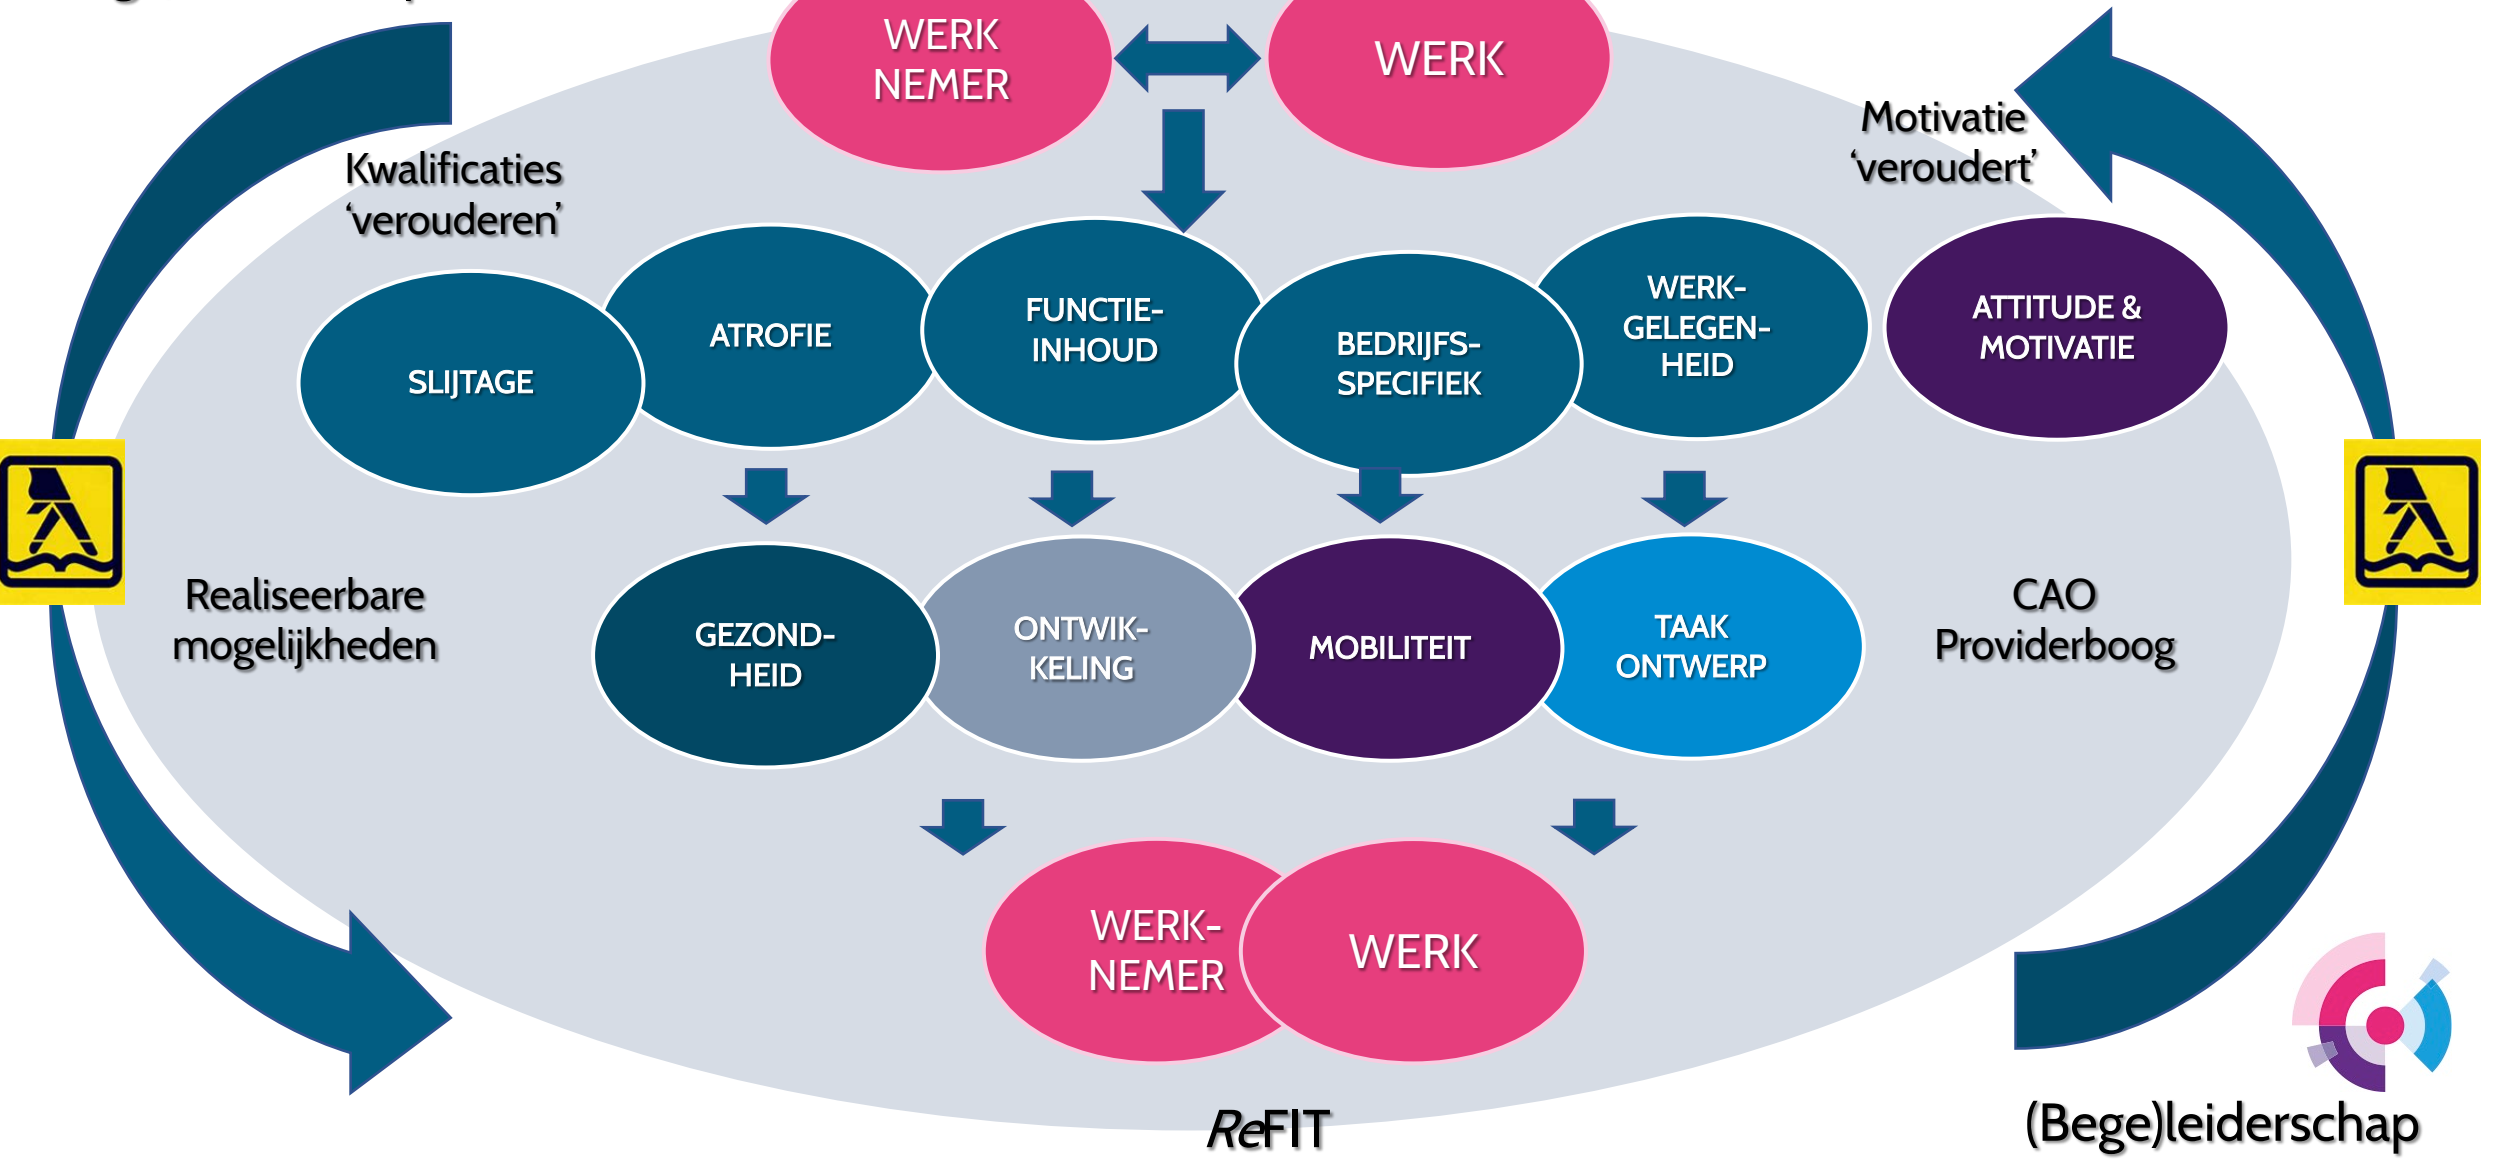 WERK
NEMER
WERK
Motivatie
‘veroudert’
Kwalificaties
‘verouderen’
SLIJTAGE
ATROFIE
FUNCTIE-
INHOUD
BEDRIJFS-
SPECIFIEK
WERK-
GELEGEN-
HEID
ATTITUDE &
MOTIVATIE
Realiseerbare
mogelijkheden
GEZOND-
HEID
ONTWIK-
KELING
MOBILITEIT
TAAK
ONTWERP
CAO
Providerboog
WERK-
NEMER
WERK
ReFIT
(Bege)leiderschap